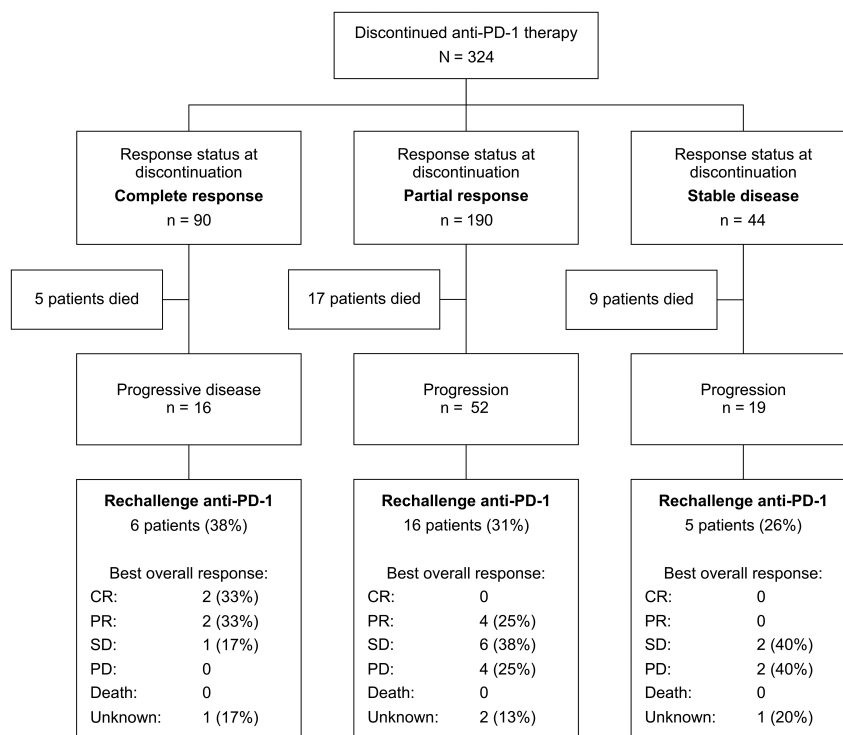 Discontinued anti-PD-1 therapy
N = 324
Response status at
discontinuation
Complete response
n = 90
Response status at
discontinuation
Partial response
n = 190
Response status at
discontinuation
Stable disease
n = 44
5 patients died
17 patients died
9 patients died
Progressive disease
n = 16
Progression
n = 52
Progression
n = 19
Rechallenge anti-PD-1
6 patients (38%)
Best overall response:
CR: 2 (33%)
PR: 2 (33%)
SD: 1 (17%)
PD: 0
Death: 0
Unknown: 1 (17%)
Rechallenge anti-PD-1
16 patients (31%)
Best overall response:
CR: 0
PR: 4 (25%)
SD: 6 (38%)
PD: 4 (25%)
Death: 0
Unknown: 2 (13%)
Rechallenge anti-PD-1
5 patients (26%)
Best overall response:
CR: 0
PR: 0
SD: 2 (40%)
PD: 2 (40%)
Death: 0
Unknown: 1 (20%)